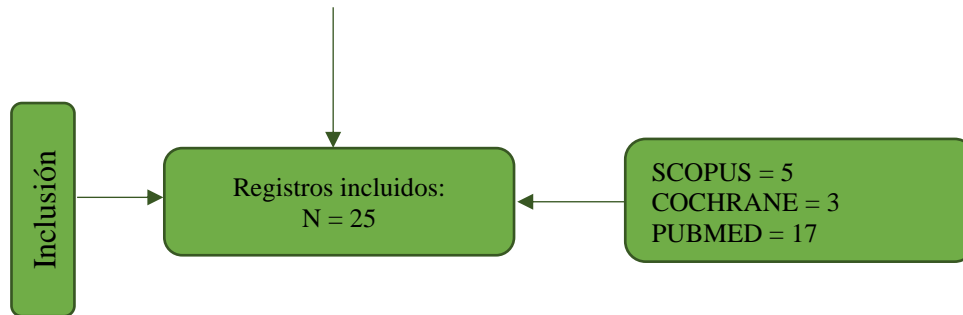 Inclusión
Registros incluidos:
N = 25
SCOPUS = 5
COCHRANE = 3
PUBMED = 17